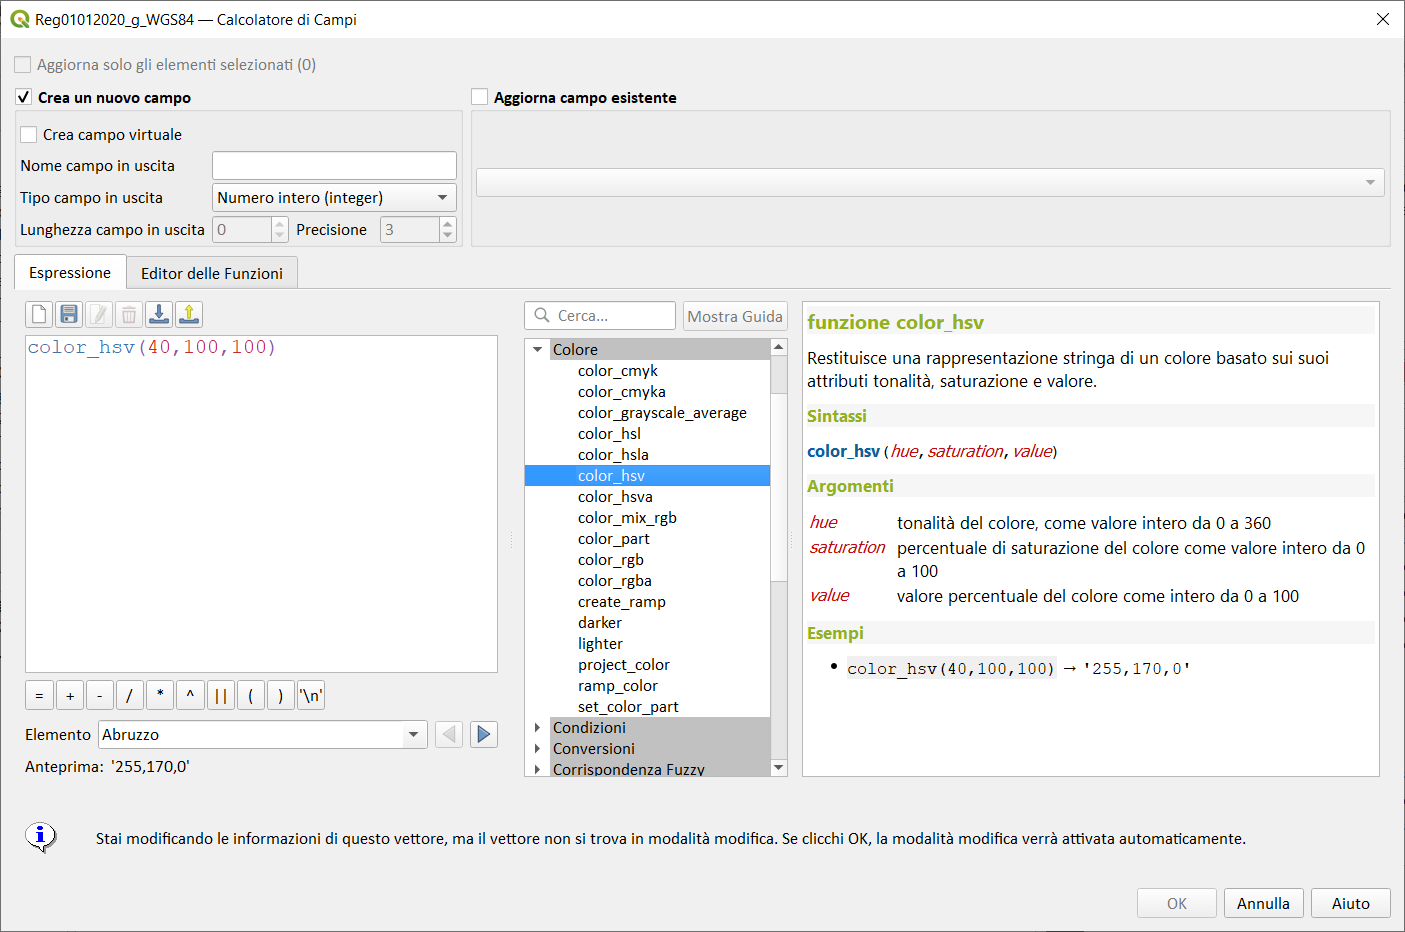 Reg01012020_g_WGS84 — Calcolatore di Campi
Aggiorna solo gli elementi selezionati (0)
Crea un nuovo campo
Aggiorna campo esistente
Crea campo virtuale
Nome campo in uscita
Tipo campo in uscita
Numero intero (integer)
Lunghezza campo in uscita
0
Precisione
3
Espressione
Editor delle Funzioni
color_hsv(40,100,100)
= + - / * ^ || ( ) '\n'
Elemento
Abruzzo
Anteprima: '255,170,0'
Cerca...
Mostra Guida
Colore
color_cmyk
color_cmyka
color_grayscale_average
color_hsl
color_hsla
color_hsv
color_hsva
color_mix_rgb
color_part
color_rgb
color_rgba
create_ramp
darker
lighter
project_color
ramp_color
set_color_part
Condizioni
Conversioni
Corrispondenza Fuzzy
funzione color_hsv
Restituisce una rappresentazione stringa di un colore basato sui suoi
attributi tonalità, saturazione e valore.
Sintassi
color_hsv(hue,saturation,value)
Argomenti
hue tonalità del colore, come valore intero da 0 a 360
saturation percentuale di saturazione del colore come valore intero da 0
a 100
value valore percentuale del colore come intero da 0 a 100
Esempi
• color_hsv(40,100,100) → '255,170,0'
Stai modificando le informazioni di questo vettore, ma il vettore non si trova in modalità modifica. Se clicchi OK, la modalità modifica verrà attivata automaticamente.
OK
Annulla
Aiuto